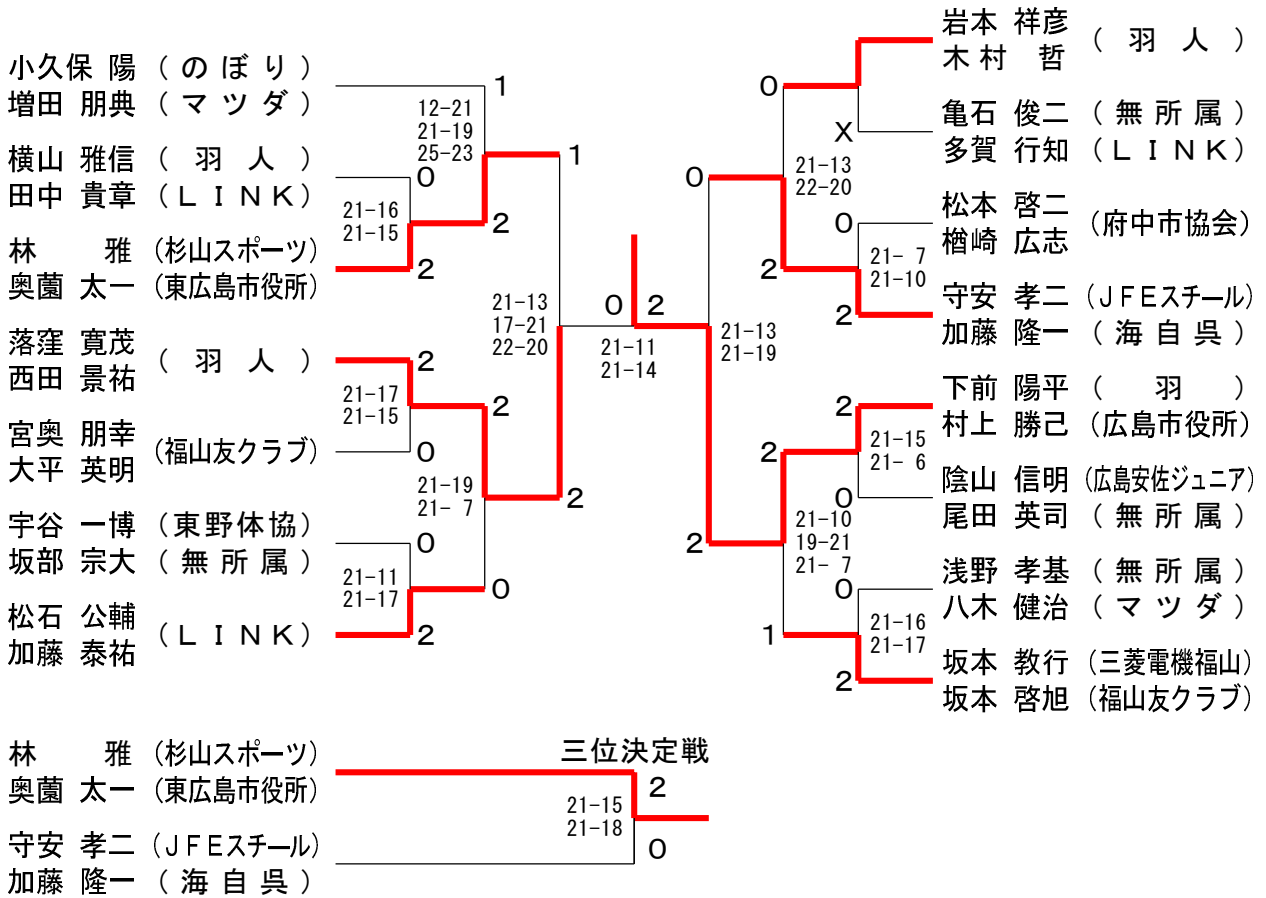 小久保 陽 (のぼり)
増田 朋典 (マツダ)
横山 雅信 (羽人)
田中 貴章 (LINK)
林 雅 (杉山スポーツ)
奥薗 太一 (東広島市役所)
落窪 寛茂
西田 景祐
(羽人)
宮奥 朋幸
大平 英明
(福山友クラブ)
宇谷 一博 (東野体協)
坂部 宗大 (無所属)
松石 公輔
加藤 泰祐
(LINK)
1
12-21
21-19
25-23
0
21-16
21-15
2
2
1
2
21-17
21-15
0
2
21-19
21- 7
0
21-11
21-17
2
0
21-13
17-21
22-20
2
0
2
21-11
21-14
岩本 祥彦
木村 哲
(羽人)
亀石 俊二 (無所属)
多賀 行知 (LINK)
松本 啓二
楢崎 広志
(府中市協会)
守安 孝二 (JFEスチール)
加藤 隆一 (海自呉)
下前 陽平 (羽)
村上 勝己 (広島市役所)
陰山 信明 (広島安佐ジュニア)
尾田 英司 (無所属)
浅野 孝基 (無所属)
八木 健治 (マツダ)
坂本 教行 (三菱電機福山)
坂本 啓旭 (福山友クラブ)
0
X
21-13
22-20
0
21- 7
21-10
2
2
0
21-13
21-19
2
21-15
21- 6
0
2
21-10
19-21
21- 7
2
0
21-16
21-17
2
1
三位決定戦
林 雅 (杉山スポーツ)
奥薗 太一 (東広島市役所)
守安 孝二 (JFEスチール)
加藤 隆一 (海自呉)
2
21-15
21-18
0